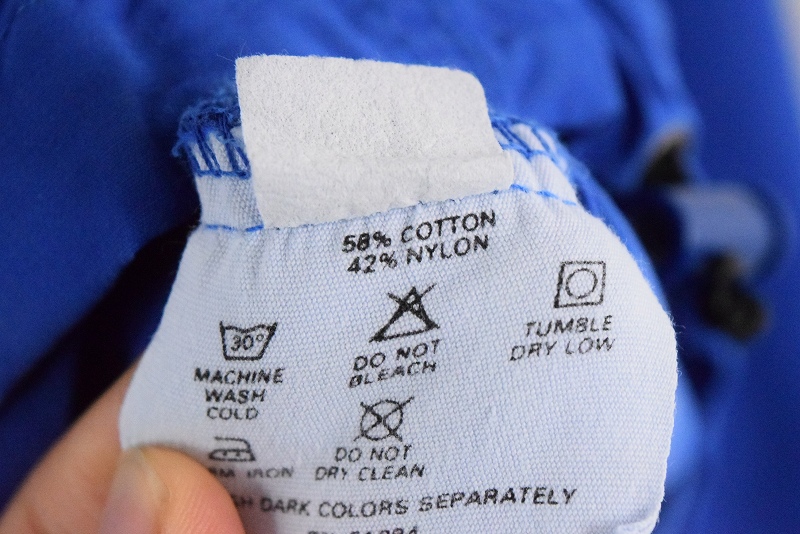 58% COTTON
42% NYLON
30°
MACHINE
WASH
COLD
DO NOT
BLEACH
TUMBLE
DRY LOW
IRON
DO NOT
DRY CLEAN
DARK COLORS SEPARATELY